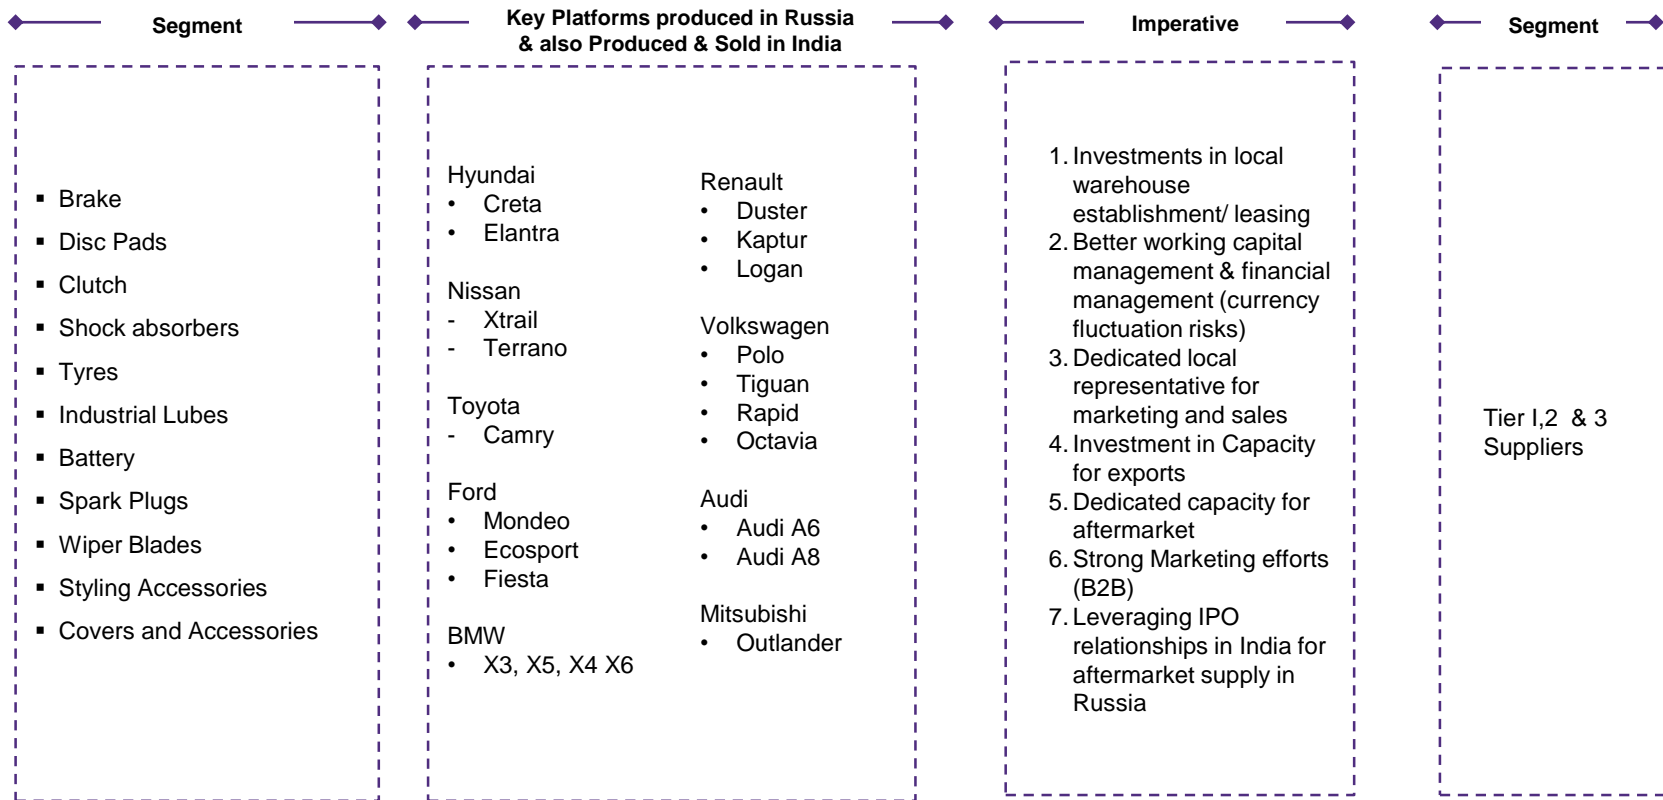 Segment
▪ Brake
▪ Disc Pads
▪ Clutch
▪ Shock absorbers
▪ Tyres
▪ Industrial Lubes
▪ Battery
▪ Spark Plugs
▪ Wiper Blades
▪ Styling Accessories
▪ Covers and Accessories
Key Platforms produced in Russia
& also Produced & Sold in India
Hyundai
• Creta
• Elantra
Nissan
- Xtrail
- Terrano
Toyota
- Camry
Ford
• Mondeo
• Ecosport
• Fiesta
BMW
• X3, X5, X4 X6
Renault
• Duster
• Kaptur
• Logan
Volkswagen
• Polo
• Tiguan
• Rapid
• Octavia
Audi
• Audi A6
• Audi A8
Mitsubishi
• Outlander
Imperative
1. Investments in local
warehouse
establishment/ leasing
2. Better working capital
management & financial
management (currency
fluctuation risks)
3. Dedicated local
representative for
marketing and sales
4. Investment in Capacity
for exports
5. Dedicated capacity for
aftermarket
6. Strong Marketing efforts
(B2B)
7. Leveraging IPO
relationships in India for
aftermarket supply in
Russia
Segment
Tier I,2 & 3
Suppliers